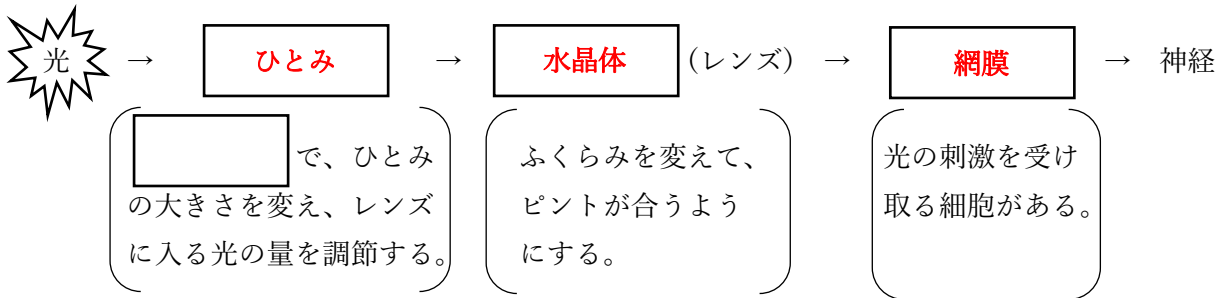 光 → ひとみ → 水晶体 (レンズ) → 網膜 → 神経
で、ひとみ
の大きさを変え、レンズ
に入る光の量を調節する。
ふくらみを変えて、
ピントが合うよう
にする。
光の刺激を受け
取る細胞がある。